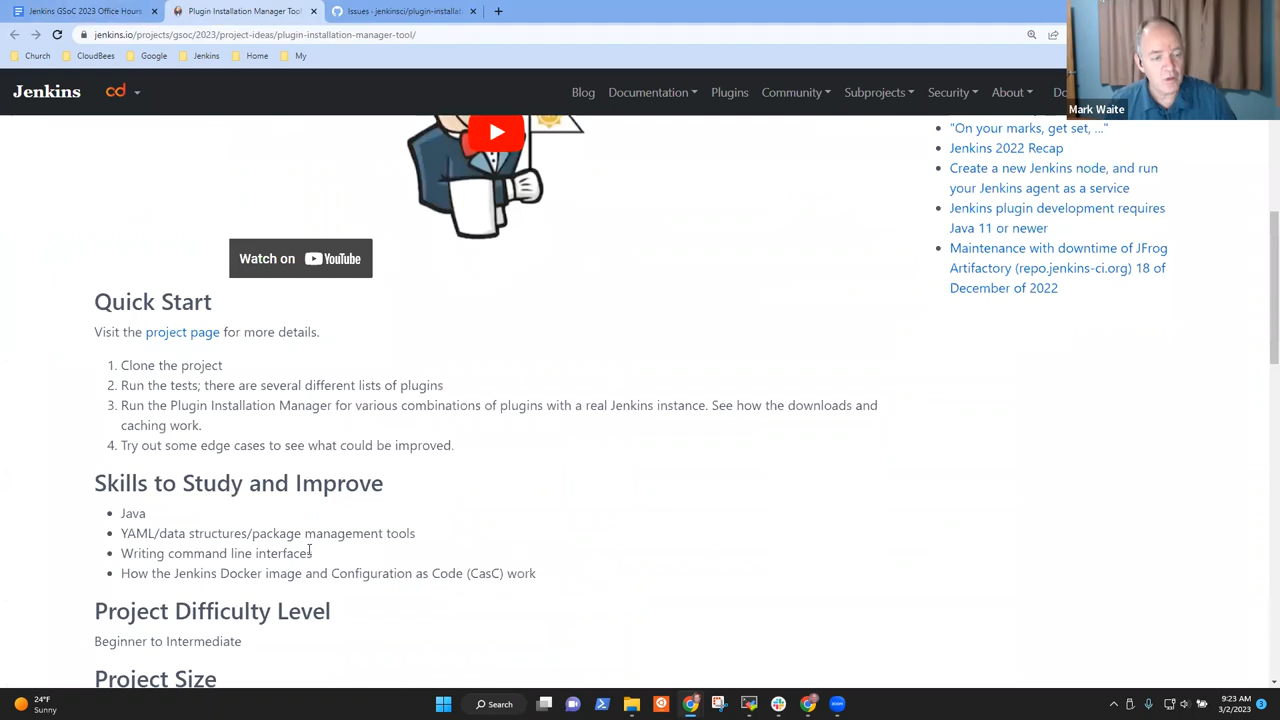 Jenkins GSoC 2023 Office Hours
Plugin Installation Manager Tool
Issues · jenkinsci/plugin-installat
jenkins.io/projects/gsoc/2023/project-ideas/plugin-installation-manager-tool/
Church
CloudBees
Google
Jenkins
Home
My
Mark Waite
Jenkins
cd
Blog
Documentation
Plugins
Community
Subprojects
Security
About
Do
"On your marks, get set, ..."
Jenkins 2022 Recap
Create a new Jenkins node, and run
your Jenkins agent as a service
Jenkins plugin development requires
Java 11 or newer
Maintenance with downtime of JFrog
Artifactory (repo.jenkins-ci.org) 18 of
December of 2022
Watch on YouTube
Quick Start
Visit the project page for more details.
1. Clone the project
2. Run the tests; there are several different lists of plugins
3. Run the Plugin Installation Manager for various combinations of plugins with a real Jenkins instance. See how the downloads and
caching work.
4. Try out some edge cases to see what could be improved.
Skills to Study and Improve
Java
YAML/data structures/package management tools
Writing command line interfaces
How the Jenkins Docker image and Configuration as Code (CasC) work
Project Difficulty Level
Beginner to Intermediate
Project Size
24°F
Sunny
Search
9:23 AM
3/2/2023